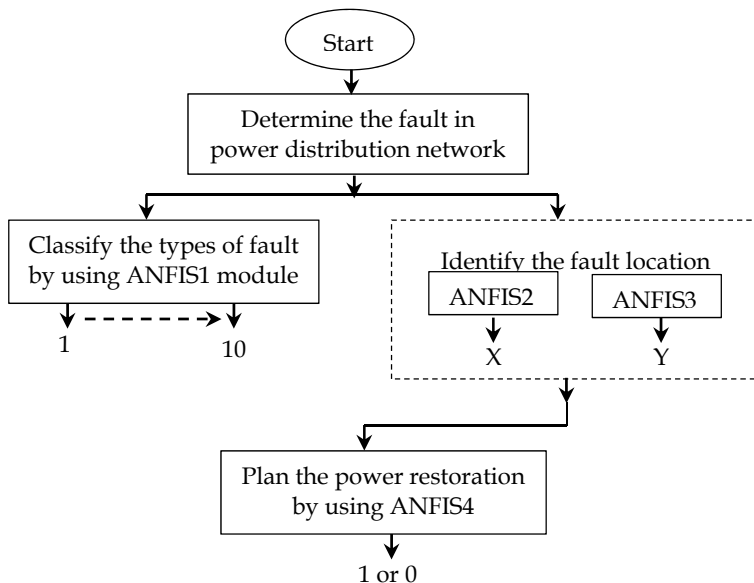 Start
Determine the fault in
power distribution network
Classify the types of fault
by using ANFIS1 module
1
10
Identify the fault location
ANFIS2
ANFIS3
X
Y
Plan the power restoration
by using ANFIS4
1 or 0